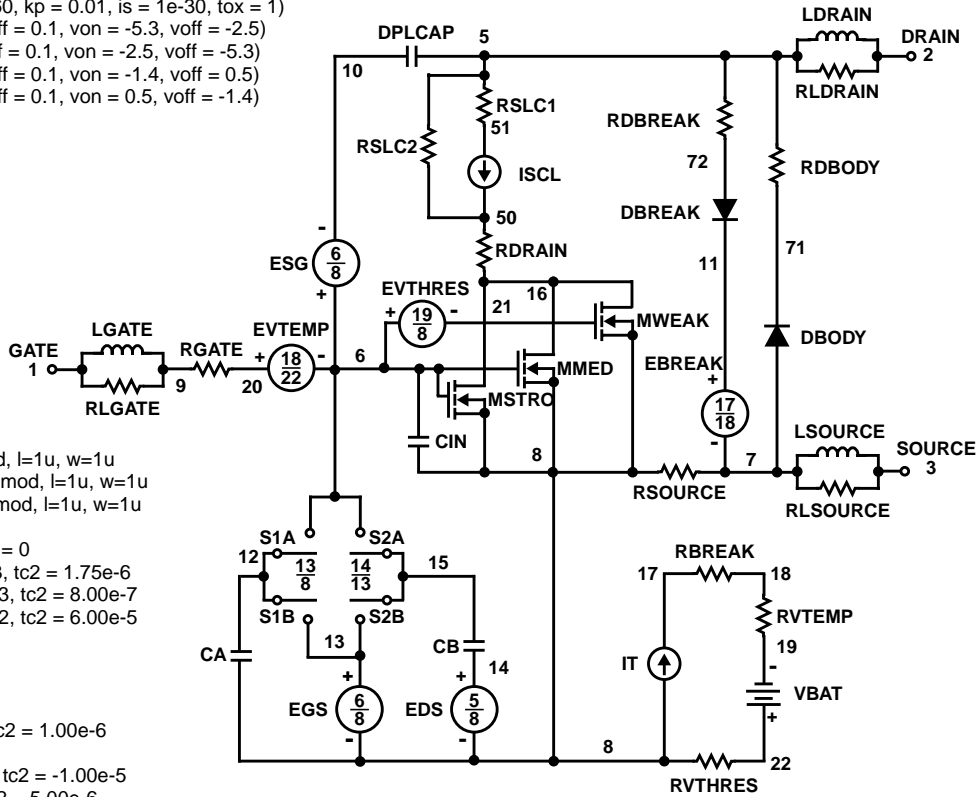 60, kp = 0.01, is = 1e-30, tox = 1)
ff = 0.1, von = -5.3, voff = -2.5)
= 0.1, von = -2.5, voff = -5.3)
ff = 0.1, von = -1.4, voff = 0.5)
ff = 0.1, von = 0.5, voff = -1.4)
LDRAIN
DPLCAP
5
DRAIN
2
10
RLDRAIN
RSLC1
51
RDBREAK
RSLC2
72
ISCL
RDBODY
DBREAK
50
RDRAIN
71
ESG
6
8
11
EVTHRES
16
21
19
8
MWEAK
LGATE
EVTEMP
DBODY
GATE
1
RGATE
18
22
6
EBREAK
MMED
9
20
MSTRO
17
18
RLGATE
LSOURCE
CIN
SOURCE
3
8
7
RSOURCE
RLSOURCE
d, l=1u, w=1u
mod, l=1u, w=1u
mod, l=1u, w=1u
= 0
, tc2 = 1.75e-6
3, tc2 = 8.00e-7
2, tc2 = 6.00e-5
S1A
S2A
12
13
8
14
13
15
S1B
S2B
13
RBREAK
17
18
RVTEMP
19
CA
CB
14
IT
VBAT
EGS
6
8
EDS
5
8
c2 = 1.00e-6
8
22
tc2 = -1.00e-5
RVTHRES